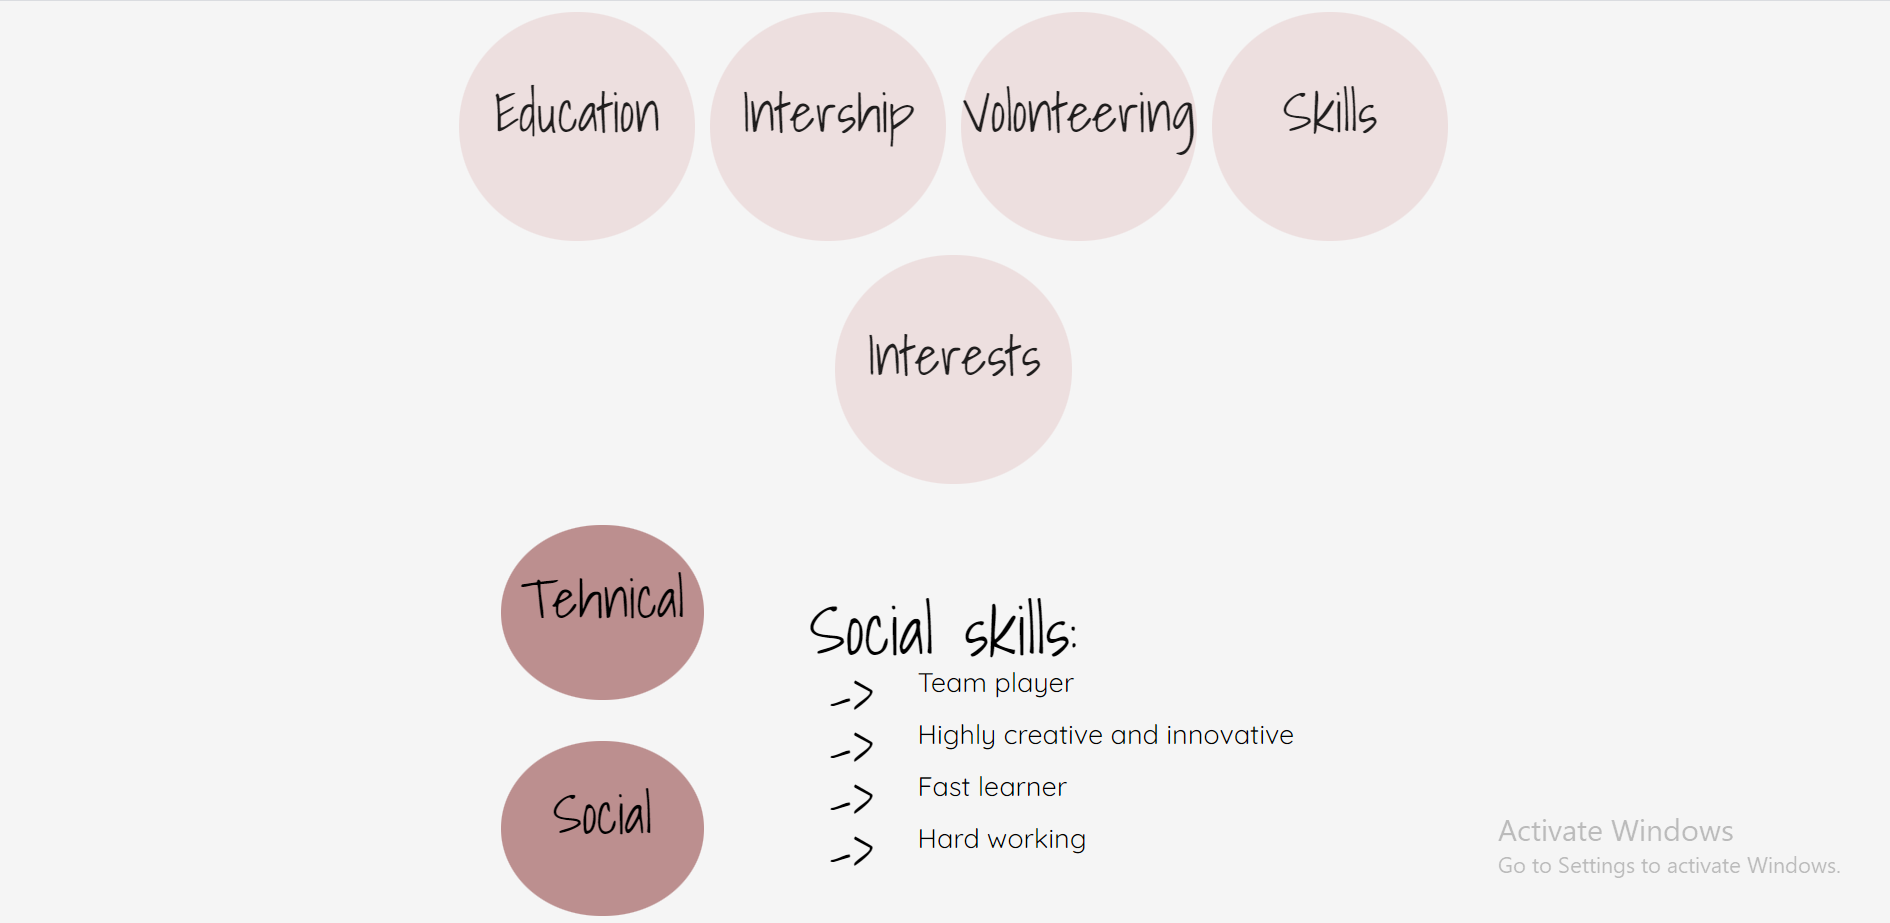 Education
Intership
Volonteering
Skills
Interests
Tehnical
Social
Social skills:
-> Team player
-> Highly creative and innovative
-> Fast learner
-> Hard working
Activate Windows
Go to Settings to activate Windows.